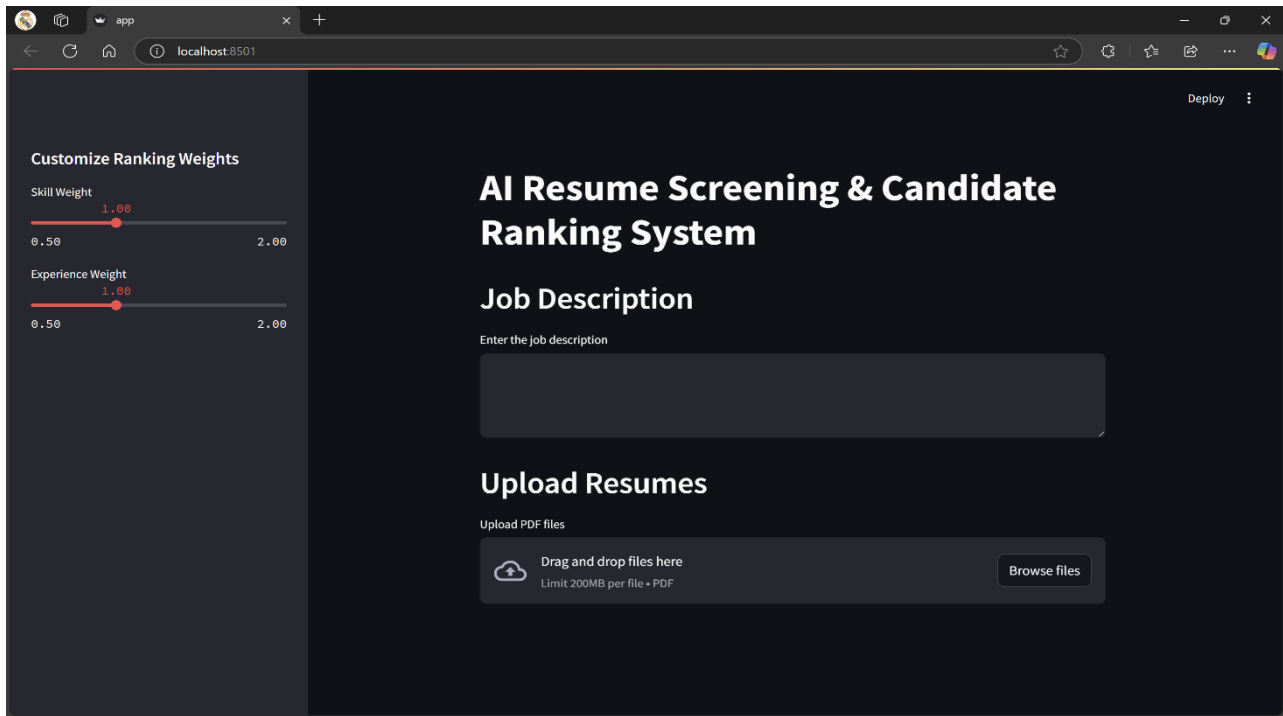 app
localhost:8501
Deploy
Customize Ranking Weights
Skill Weight
1.00
0.50 2.00
Experience Weight
1.00
0.50 2.00
AI Resume Screening & Candidate
Ranking System
Job Description
Enter the job description
Upload Resumes
Upload PDF files
Drag and drop files here
Limit 200MB per file • PDF
Browse files